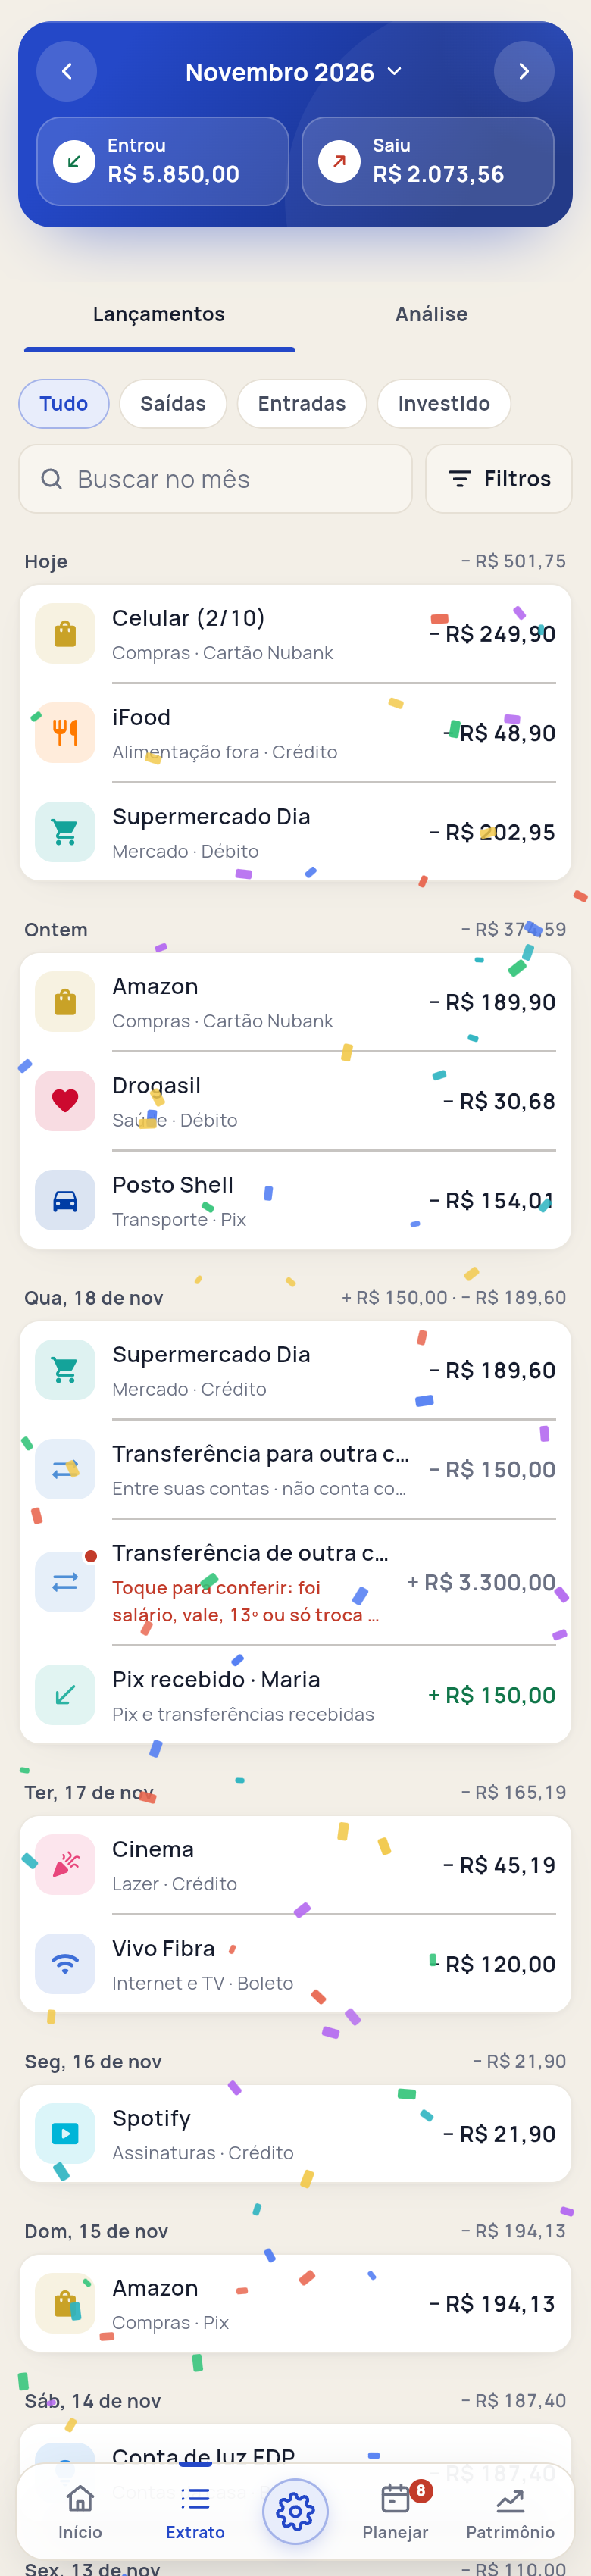 Novembro 2026
Entrou
R$ 5.850,00
Saiu
R$ 2.073,56
Lançamentos
Análise
Tudo
Saídas
Entradas
Investido
Buscar no mês
Filtros
Hoje
− R$ 501,75
Celular (2/10)
− R$ 249,90
Compras · Cartão Nubank
iFood
− R$ 48,90
Alimentação fora · Crédito
Supermercado Dia
− R$ 202,95
Mercado · Débito
Ontem
− R$ 374,59
Amazon
− R$ 189,90
Compras · Cartão Nubank
Drogasil
− R$ 30,68
Saúde · Débito
Posto Shell
− R$ 154,01
Transporte · Pix
Qua, 18 de nov
+ R$ 150,00 · − R$ 189,60
Supermercado Dia
− R$ 189,60
Mercado · Crédito
Transferência para outra c…
− R$ 150,00
Entre suas contas · não conta co…
Transferência de outra c…
+ R$ 3.300,00
Toque para conferir: foi
salário, vale, 13º ou só troca …
Pix recebido · Maria
+ R$ 150,00
Pix e transferências recebidas
Ter, 17 de nov
− R$ 165,19
Cinema
− R$ 45,19
Lazer · Crédito
Vivo Fibra
− R$ 120,00
Internet e TV · Boleto
Seg, 16 de nov
− R$ 21,90
Spotify
− R$ 21,90
Assinaturas · Crédito
Dom, 15 de nov
− R$ 194,13
Amazon
− R$ 194,13
Compras · Pix
Sáb, 14 de nov
− R$ 187,40
Conta de luz EDP
− R$ 187,40
8
Início
Extrato
Planejar
Patrimônio
Sex, 13 de nov
− R$ 110,00